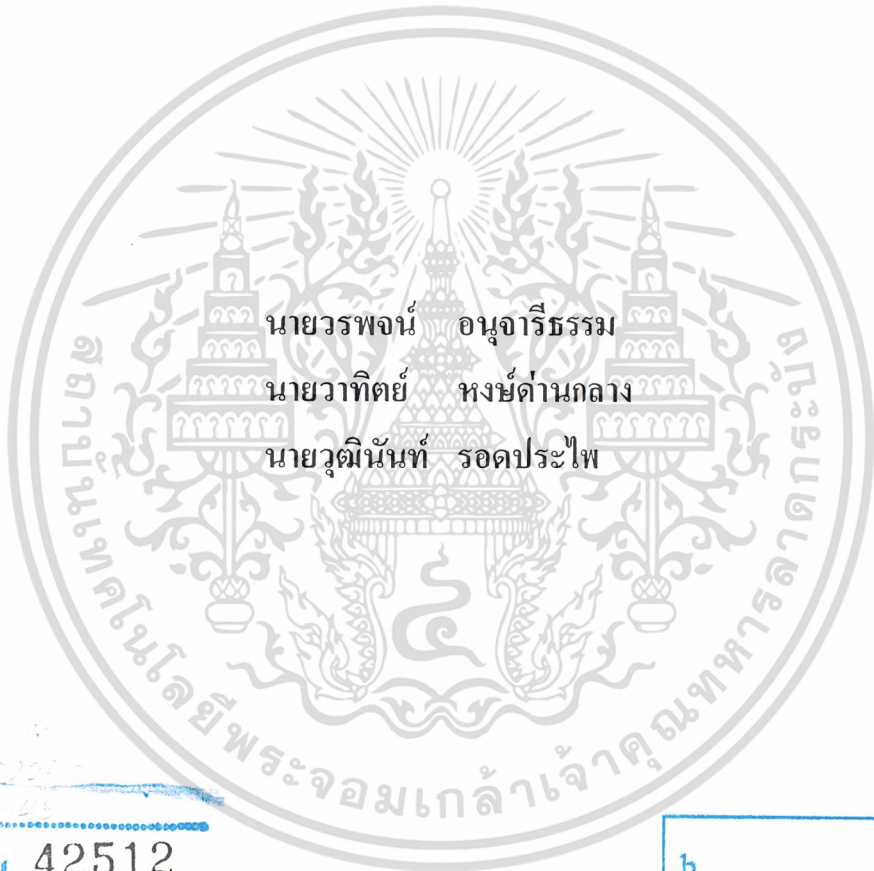 นายวรพจน์ อนุจารีธรรม
นายวาทิตย์ หงษ์ด่านกลาง
นายวุฒินันท์ รอดประไพ
สถาบันเทคโนโลยีพระจอมเกล้าเจ้าคุณทหารลาดกระบัง
๔
42512
b